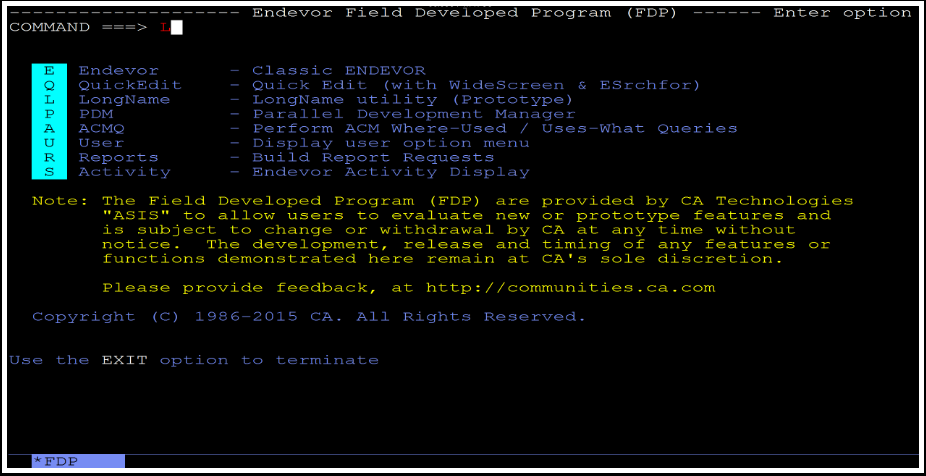 -------------------- Endevor Field Developed Program (FDP) ------ Enter option
COMMAND ===> L
E Endevor - Classic ENDEVOR
Q QuickEdit - Quick Edit (with WideScreen & ESrchfor)
L LongName - LongName utility (Prototype)
P PDM - Parallel Development Manager
A ACMQ - Perform ACM Where-Used / Uses-What Queries
U User - Display user option menu
R Reports - Build Report Requests
S Activity - Endevor Activity Display
Note: The Field Developed Program (FDP) are provided by CA Technologies
"ASIS" to allow users to evaluate new or prototype features and
is subject to change or withdrawal by CA at any time without
notice. The development, release and timing of any features or
functions demonstrated here remain at CA's sole discretion.
Please provide feedback, at http://communities.ca.com
Copyright (C) 1986-2015 CA. All Rights Reserved.
Use the EXIT option to terminate
*FDP